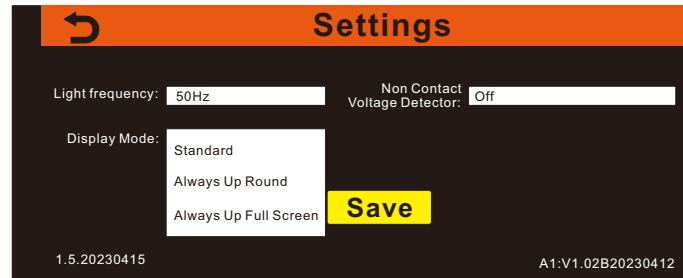 Settings
Light frequency: 50Hz
Non Contact
Voltage Detector: Off
Display Mode:
Standard
Always Up Round
Always Up Full Screen
Save
1.5.20230415
A1:V1.02B20230412